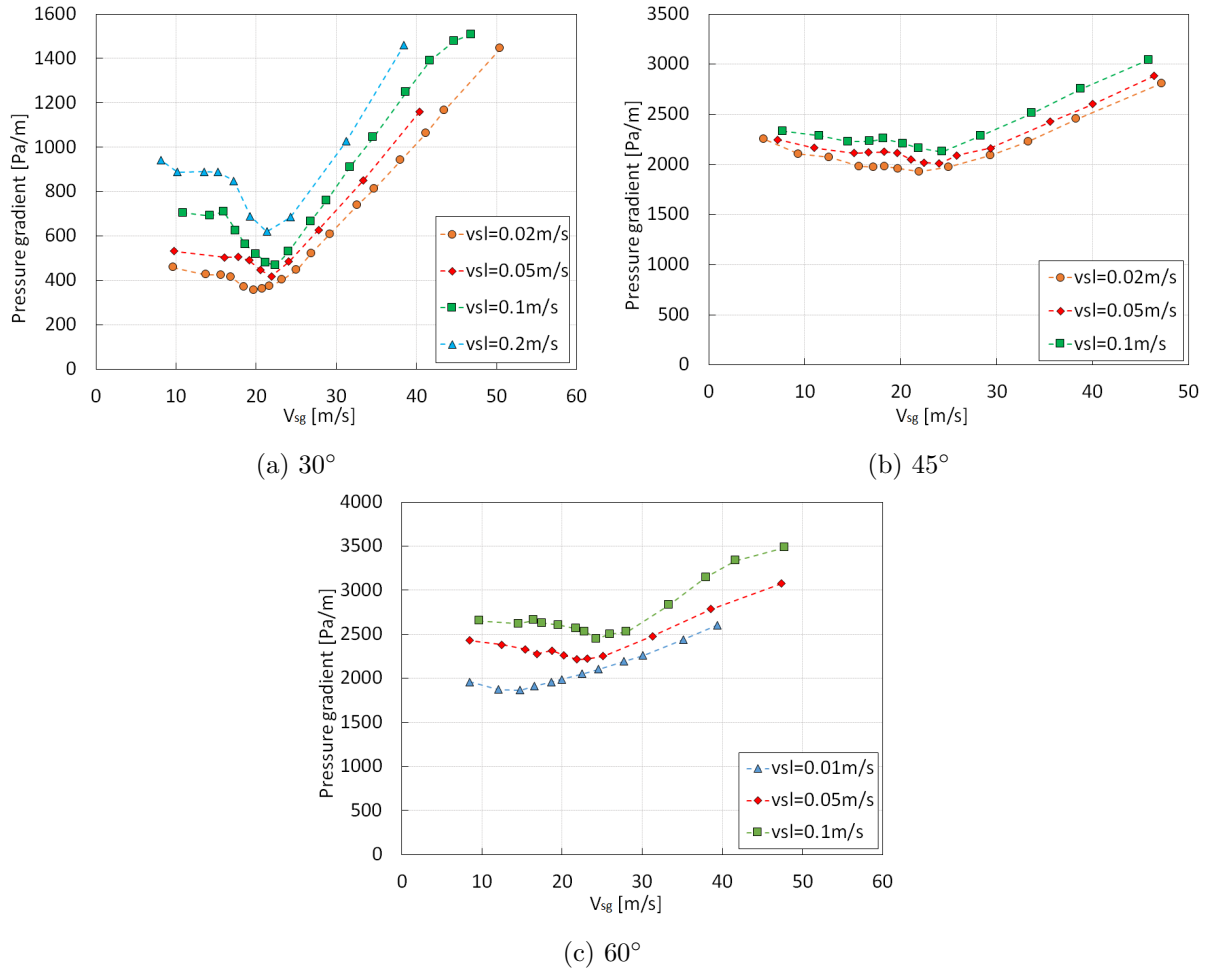 Pressure gradient [Pa/m]
1600
1400
1200
1000
800
600
400
200
0
0 10 20 30 40 50 60
Vsg [m/s]
vsl=0.02m/s
vsl=0.05m/s
vsl=0.1m/s
vsl=0.2m/s
(a) 30°
Pressure gradient [Pa/m]
3500
3000
2500
2000
1500
1000
500
0
0 10 20 30 40 50
Vsg [m/s]
vsl=0.02m/s
vsl=0.05m/s
vsl=0.1m/s
(b) 45°
Pressure gradient [Pa/m]
4000
3500
3000
2500
2000
1500
1000
500
0
0 10 20 30 40 50 60
Vsg [m/s]
vsl=0.01m/s
vsl=0.05m/s
vsl=0.1m/s
(c) 60°